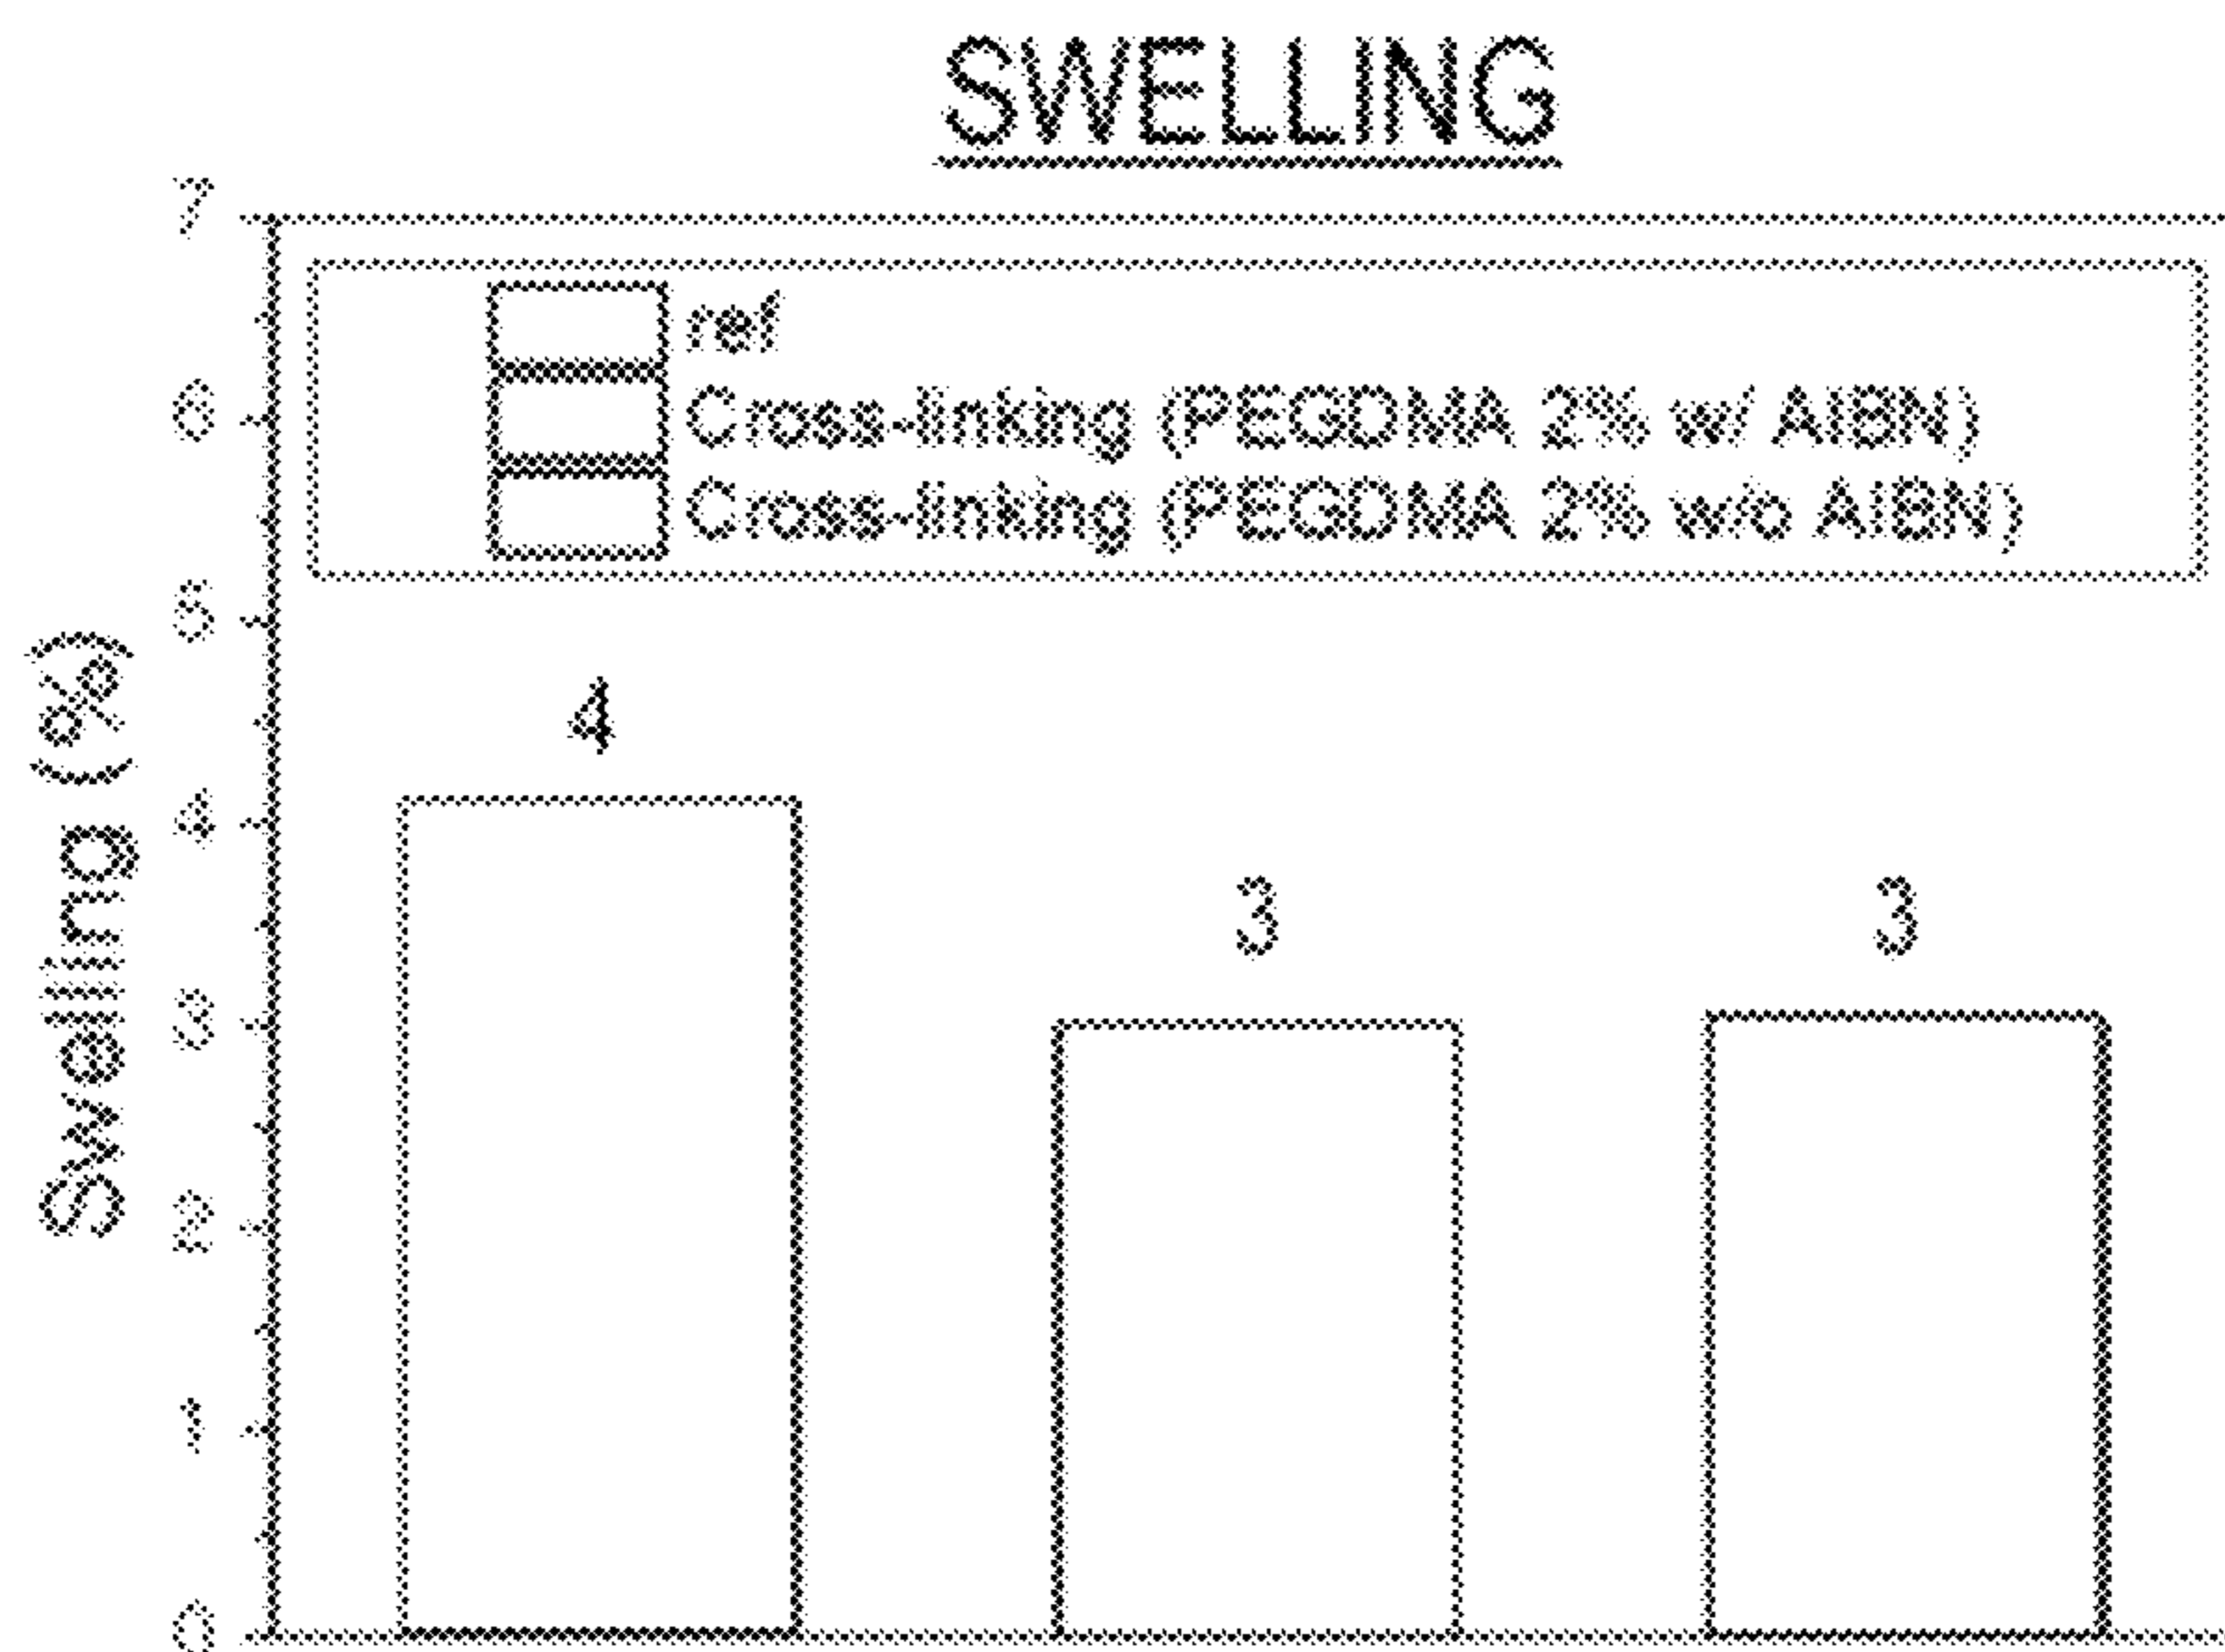 SWELLING
7
ref
6
Cross-linking (PEGDMA 2% w/ AIBN)
Cross-linking (PEGDMA 2% w/o AIBN)
5
Swelling (%)
4
4
3
3
3
2
1
0